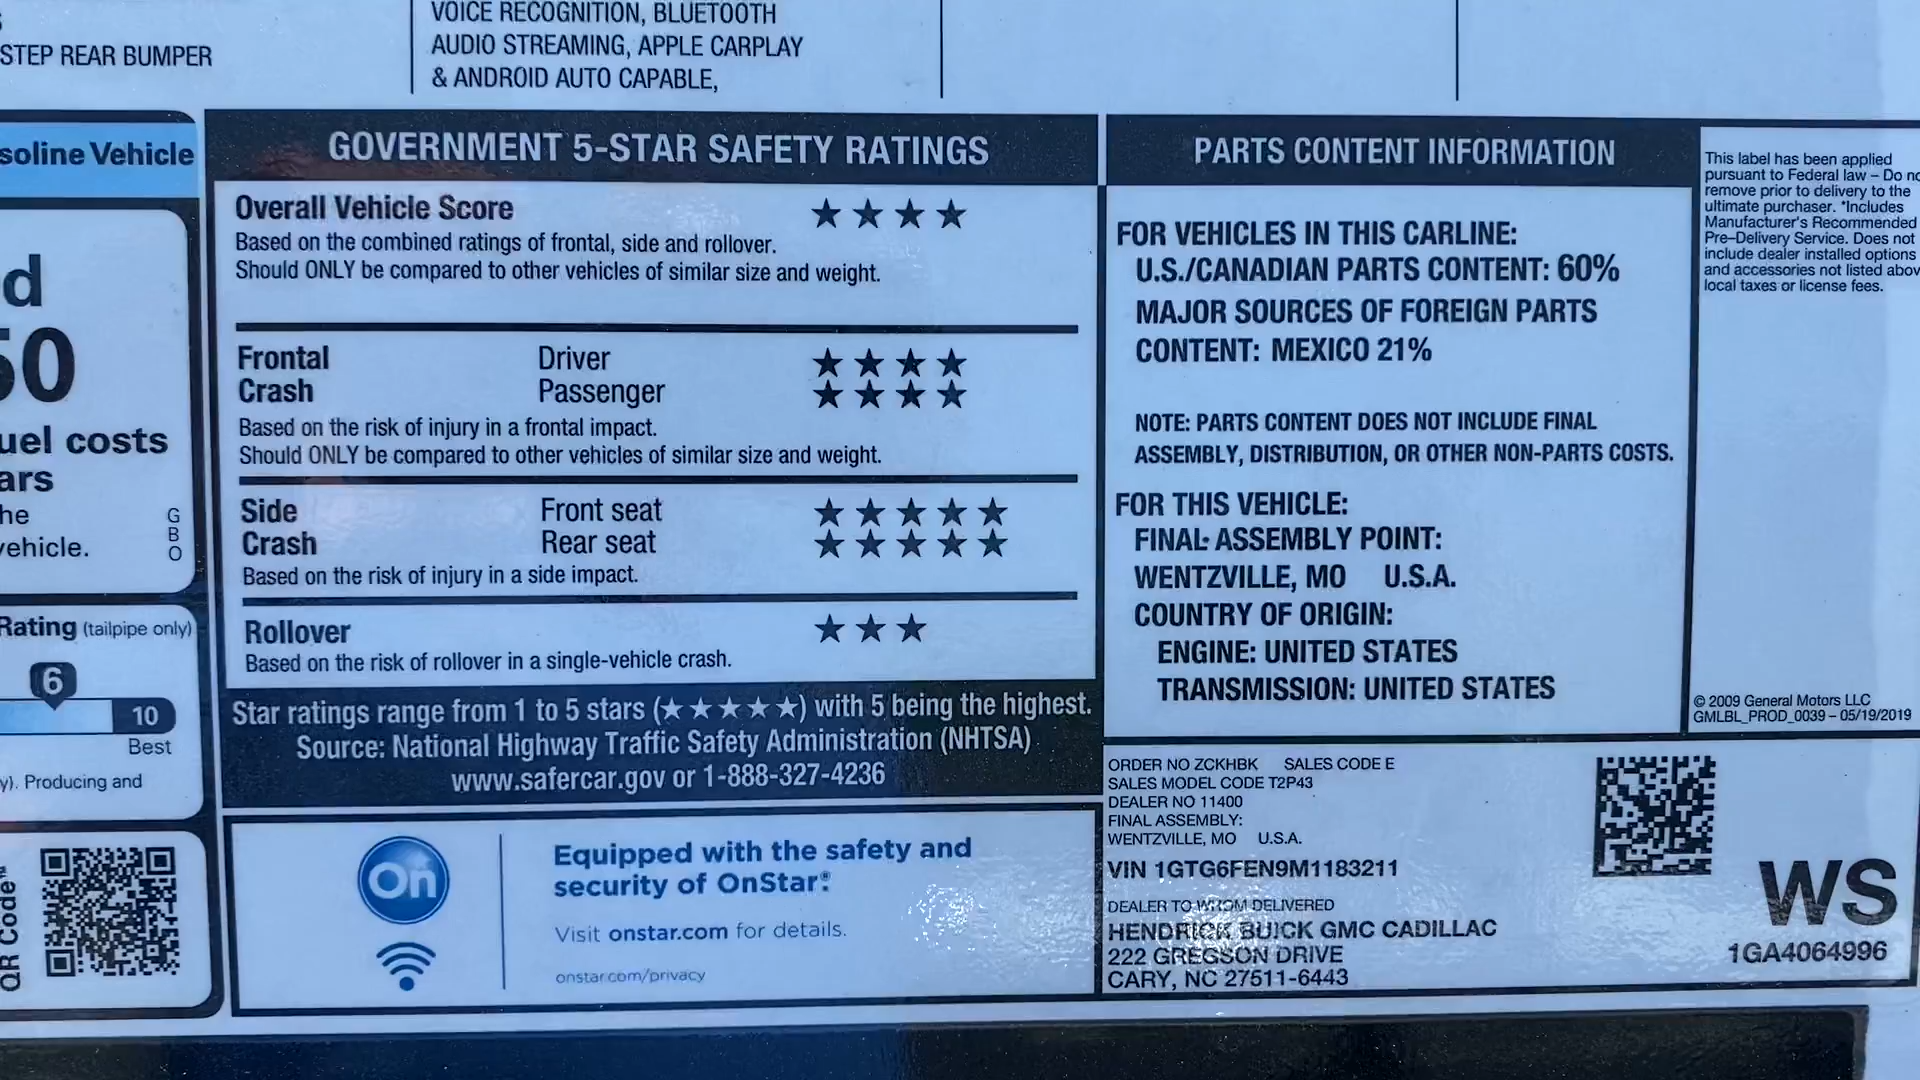 STEP REAR BUMPER
VOICE RECOGNITION, BLUETOOTH
AUDIO STREAMING, APPLE CARPLAY
& ANDROID AUTO CAPABLE,
soline Vehicle
d
50
uel costs
ars
he
vehicle.
G
B
O
Rating (tailpipe only)
6
10
Best
y). Producing and
QR Code™
GOVERNMENT 5-STAR SAFETY RATINGS
Overall Vehicle Score ★★★★
Based on the combined ratings of frontal, side and rollover.
Should ONLY be compared to other vehicles of similar size and weight.
Frontal Driver ★★★★
Crash Passenger ★★★★
Based on the risk of injury in a frontal impact.
Should ONLY be compared to other vehicles of similar size and weight.
Side Front seat ★★★★★
Crash Rear seat ★★★★★
Based on the risk of injury in a side impact.
Rollover ★★★
Based on the risk of rollover in a single-vehicle crash.
Star ratings range from 1 to 5 stars (★★★★★) with 5 being the highest.
Source: National Highway Traffic Safety Administration (NHTSA)
www.safercar.gov or 1-888-327-4236
On
Equipped with the safety and
security of OnStar®.
Visit onstar.com for details.
onstar.com/privacy
PARTS CONTENT INFORMATION
FOR VEHICLES IN THIS CARLINE:
U.S./CANADIAN PARTS CONTENT: 60%
MAJOR SOURCES OF FOREIGN PARTS
CONTENT: MEXICO 21%
NOTE: PARTS CONTENT DOES NOT INCLUDE FINAL
ASSEMBLY, DISTRIBUTION, OR OTHER NON-PARTS COSTS.
FOR THIS VEHICLE:
FINAL ASSEMBLY POINT:
WENTZVILLE, MO U.S.A.
COUNTRY OF ORIGIN:
ENGINE: UNITED STATES
TRANSMISSION: UNITED STATES
This label has been applied
pursuant to Federal law – Do no
remove prior to delivery to the
ultimate purchaser. *Includes
Manufacturer's Recommended
Pre–Delivery Service. Does not
include dealer installed options
and accessories not listed abov
local taxes or license fees.
© 2009 General Motors LLC
GMLBL_PROD_0039 – 05/19/2019
ORDER NO ZCKHBK SALES CODE E
SALES MODEL CODE T2P43
DEALER NO 11400
FINAL ASSEMBLY:
WENTZVILLE, MO U.S.A.
VIN 1GTG6FEN9M1183211
DEALER TO WHOM DELIVERED
HENDRICK BUICK GMC CADILLAC
222 GREGSON DRIVE
CARY, NC 27511-6443
WS
1GA4064996